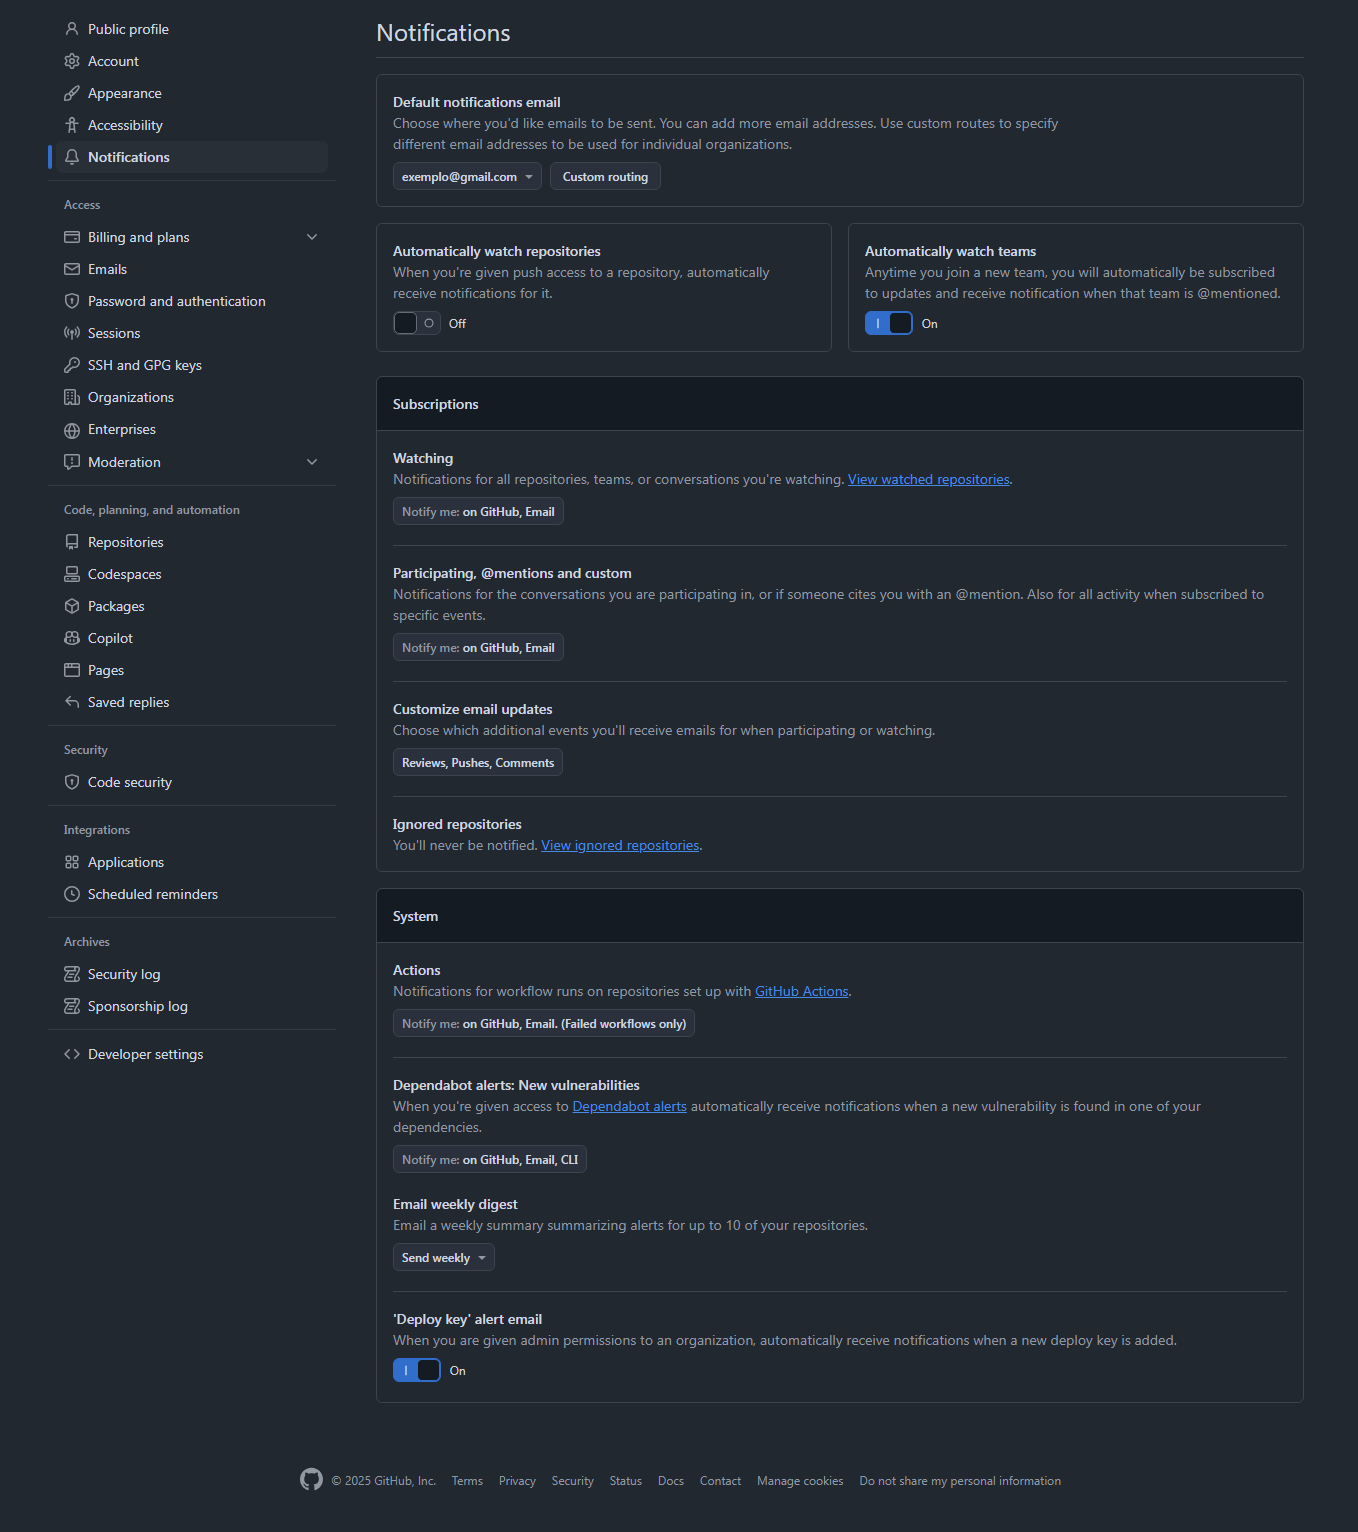 Public profile
Account
Appearance
Accessibility
Notifications
Access
Billing and plans
Emails
Password and authentication
Sessions
SSH and GPG keys
Organizations
Enterprises
Moderation
Code, planning, and automation
Repositories
Codespaces
Packages
Copilot
Pages
Saved replies
Security
Code security
Integrations
Applications
Scheduled reminders
Archives
Security log
Sponsorship log
Developer settings
Notifications
Default notifications email
Choose where you'd like emails to be sent. You can add more email addresses. Use custom routes to specify
different email addresses to be used for individual organizations.
exemplo@gmail.com Custom routing
Automatically watch repositories
When you're given push access to a repository, automatically
receive notifications for it.
Off
Automatically watch teams
Anytime you join a new team, you will automatically be subscribed
to updates and receive notification when that team is @mentioned.
On
Subscriptions
Watching
Notifications for all repositories, teams, or conversations you're watching. View watched repositories.
Notify me: on GitHub, Email
Participating, @mentions and custom
Notifications for the conversations you are participating in, or if someone cites you with an @mention. Also for all activity when subscribed to
specific events.
Notify me: on GitHub, Email
Customize email updates
Choose which additional events you'll receive emails for when participating or watching.
Reviews, Pushes, Comments
Ignored repositories
You'll never be notified. View ignored repositories.
System
Actions
Notifications for workflow runs on repositories set up with GitHub Actions.
Notify me: on GitHub, Email. (Failed workflows only)
Dependabot alerts: New vulnerabilities
When you're given access to Dependabot alerts automatically receive notifications when a new vulnerability is found in one of your
dependencies.
Notify me: on GitHub, Email, CLI
Email weekly digest
Email a weekly summary summarizing alerts for up to 10 of your repositories.
Send weekly
'Deploy key' alert email
When you are given admin permissions to an organization, automatically receive notifications when a new deploy key is added.
On
© 2025 GitHub, Inc. Terms Privacy Security Status Docs Contact Manage cookies Do not share my personal information